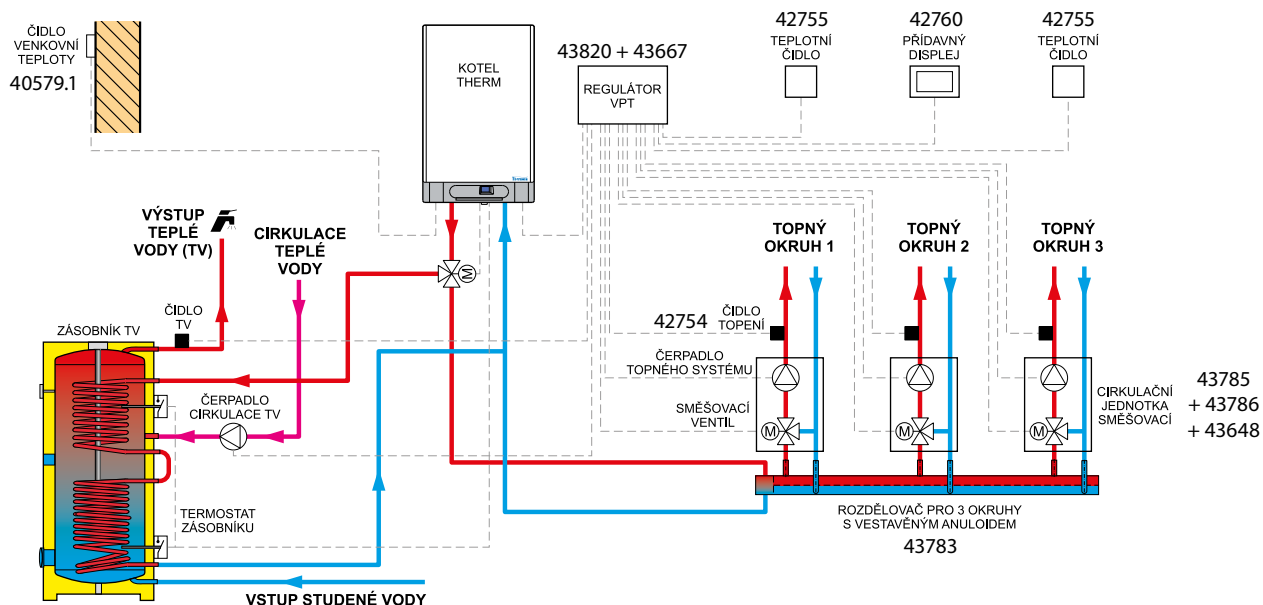 ČIDLO
VENKOVNÍ
TEPLOTY
40579.1
KOTEL
THERM
Thermona
43820 + 43667
REGULÁTOR
VPT
42755
TEPLOTNÍ
ČIDLO
42760
PŘÍDAVNÝ
DISPLEJ
42755
TEPLOTNÍ
ČIDLO
VÝSTUP
TEPLÉ
VODY (TV)
CIRKULACE
TEPLÉ
VODY
M
TOPNÝ
OKRUH 1
TOPNÝ
OKRUH 2
TOPNÝ
OKRUH 3
ZÁSOBNÍK TV
ČIDLO
TV
42754
ČIDLO
TOPENÍ
ČERPADLO
TOPNÉHO SYSTÉMU
SMĚŠOVACÍ
VENTIL
M
M
M
CIRKULAČNÍ
JEDNOTKA
SMĚŠOVACÍ
43785
+ 43786
+ 43648
ČERPADLO
CIRKULACE TV
TERMOSTAT
ZÁSOBNÍKU
ROZDĚLOVAČ PRO 3 OKRUHY
S VESTAVĚNÝM ANULOIDEM
43783
VSTUP STUDENÉ VODY